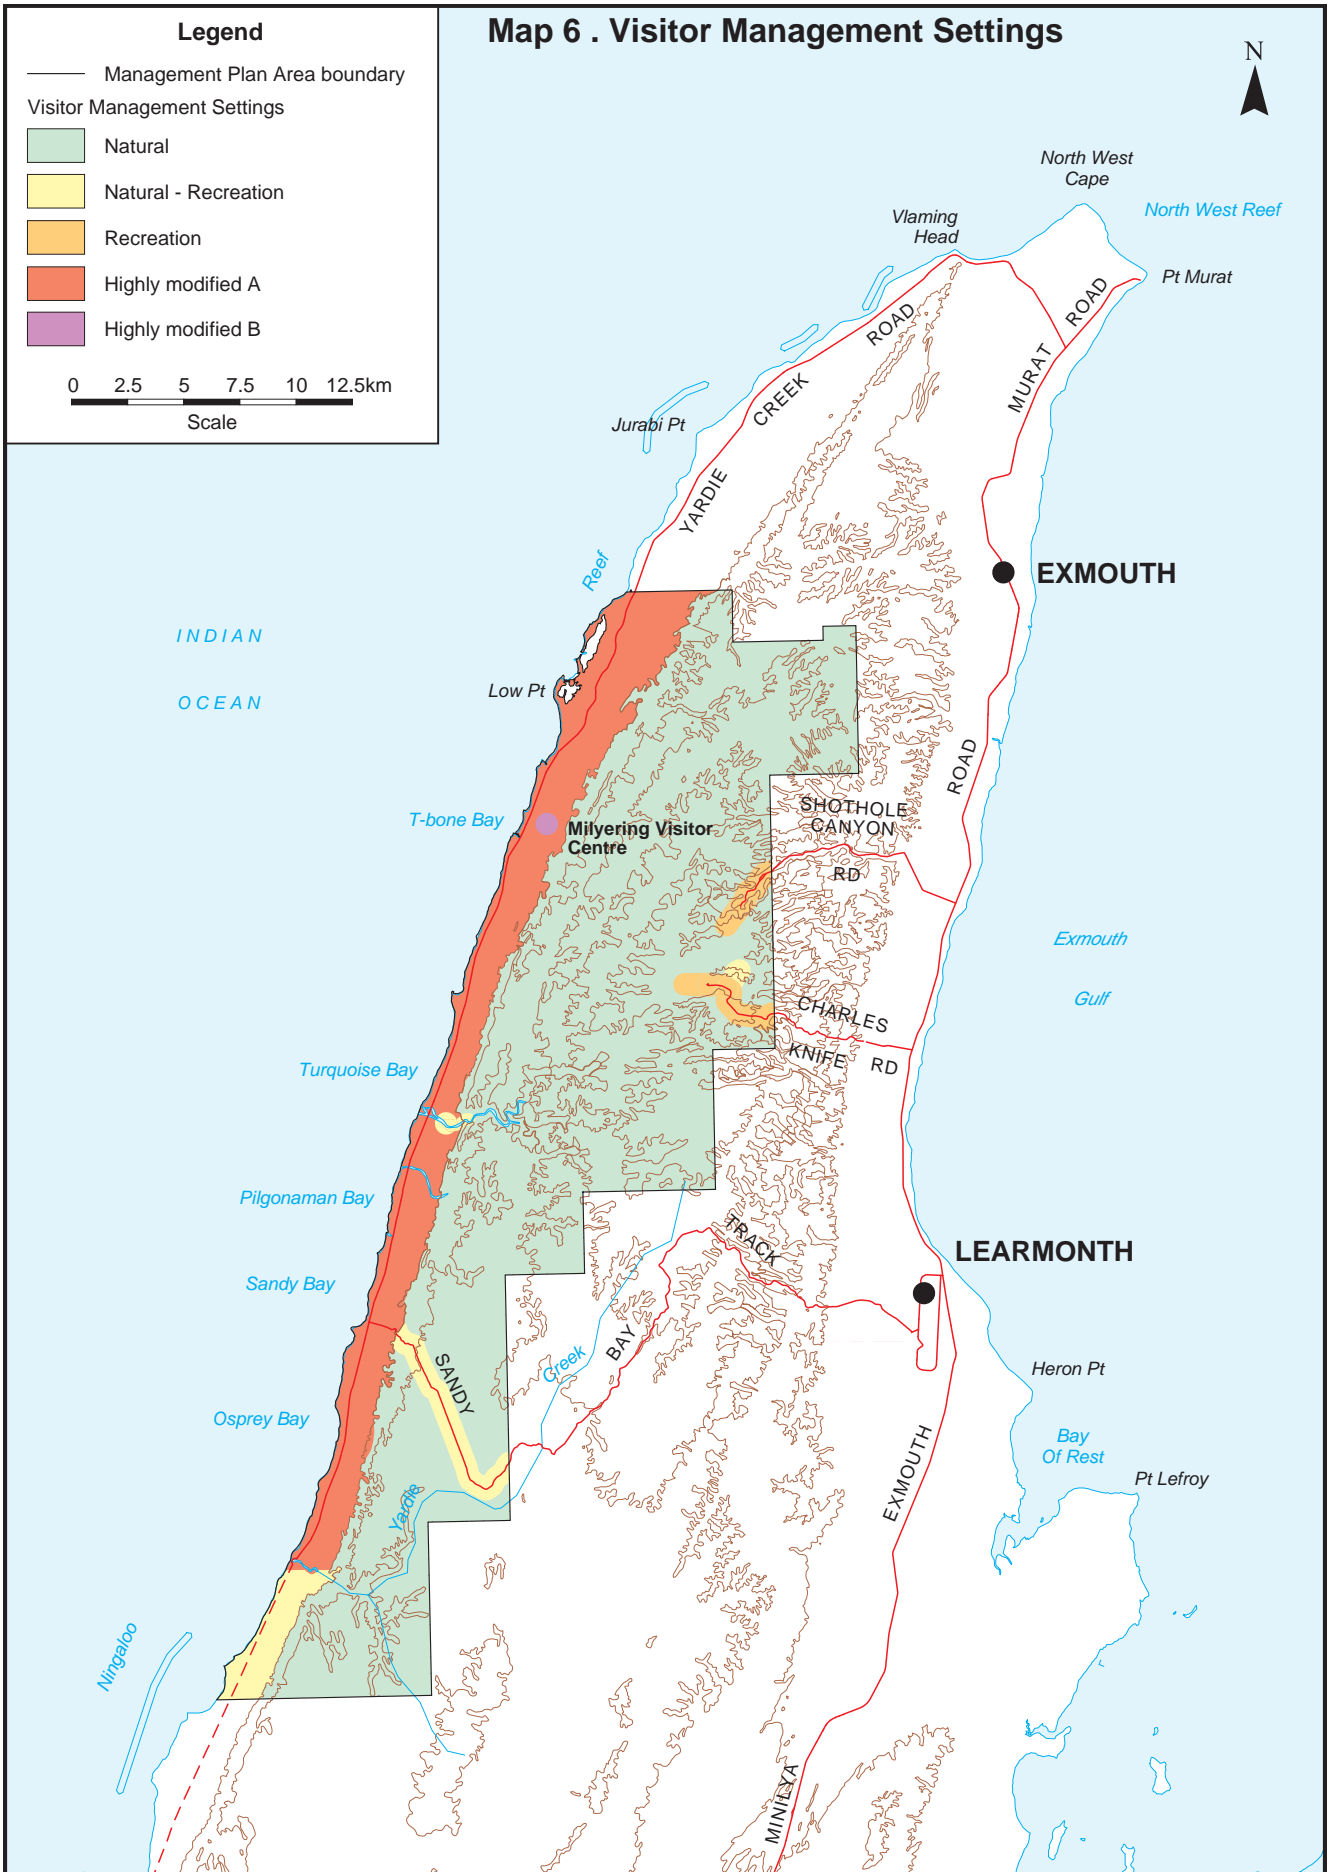 Map 6 . Visitor Management Settings
Legend
Management Plan Area boundary
Visitor Management Settings
Natural
Natural - Recreation
Recreation
Highly modified A
Highly modified B
0 2.5 5 7.5 10 12.5km
Scale
N
North West
Cape
North West Reef
Vlaming
Head
Pt Murat
ROAD
ROAD
MURAT
CREEK
Jurabi Pt
YARDIE
Reef
EXMOUTH
INDIAN
OCEAN
Low Pt
ROAD
SHOTHOLE
CANYON
RD
T-bone Bay
Milyering Visitor
Centre
Exmouth
Gulf
CHARLES
KNIFE RD
Turquoise Bay
Pilgonaman Bay
TRACK
LEARMONTH
Sandy Bay
BAY
Creek
SANDY
Heron Pt
Osprey Bay
Bay
Of Rest
EXMOUTH
Pt Lefroy
Yardie
Ningaloo
MINILYA